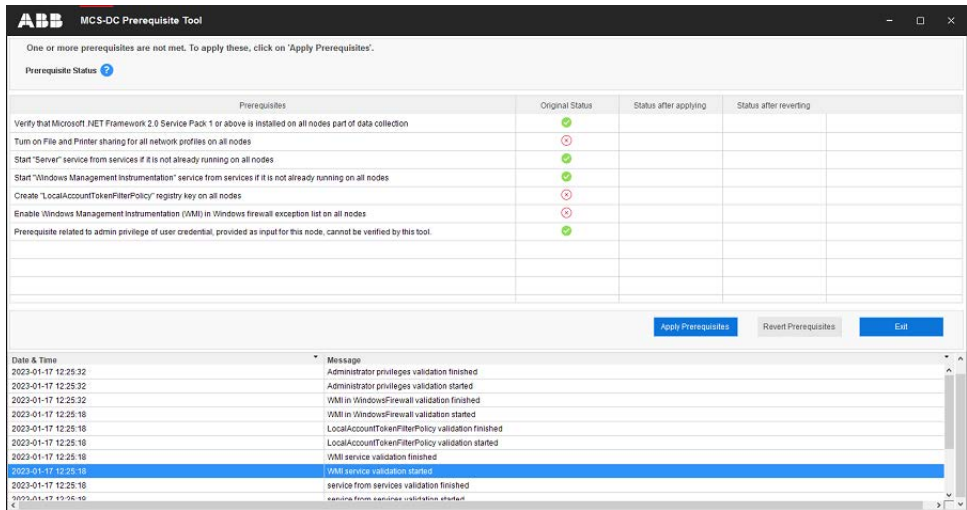 ABB MCS-DC Prerequisite Tool
One or more prerequisites are not met. To apply these, click on 'Apply Prerequisites'.
Prerequisite Status ?
Prerequisites Original Status Status after applying Status after reverting
Verify that Microsoft .NET Framework 2.0 Service Pack 1 or above is installed on all nodes part of data collection
Turn on File and Printer sharing for all network profiles on all nodes
Start "Server" service from services if it is not already running on all nodes
Start "Windows Management Instrumentation" service from services if it is not already running on all nodes
Create "LocalAccountTokenFilterPolicy" registry key on all nodes
Enable Windows Management Instrumentation (WMI) in Windows firewall exception list on all nodes
Prerequisite related to admin privilege of user credential, provided as input for this node, cannot be verified by this tool.
Apply Prerequisites Revert Prerequisites Exit
Date & Time Message
2023-01-17 12:25:32 Administrator privileges validation finished
2023-01-17 12:25:32 Administrator privileges validation started
2023-01-17 12:25:32 WMI in WindowsFirewall validation finished
2023-01-17 12:25:18 WMI in WindowsFirewall validation started
2023-01-17 12:25:18 LocalAccountTokenFilterPolicy validation finished
2023-01-17 12:25:18 LocalAccountTokenFilterPolicy validation started
2023-01-17 12:25:18 WMI service validation finished
2023-01-17 12:25:18 WMI service validation started
2023-01-17 12:25:18 service from services validation finished
2023-01-17 12:25:18 service from services validation started